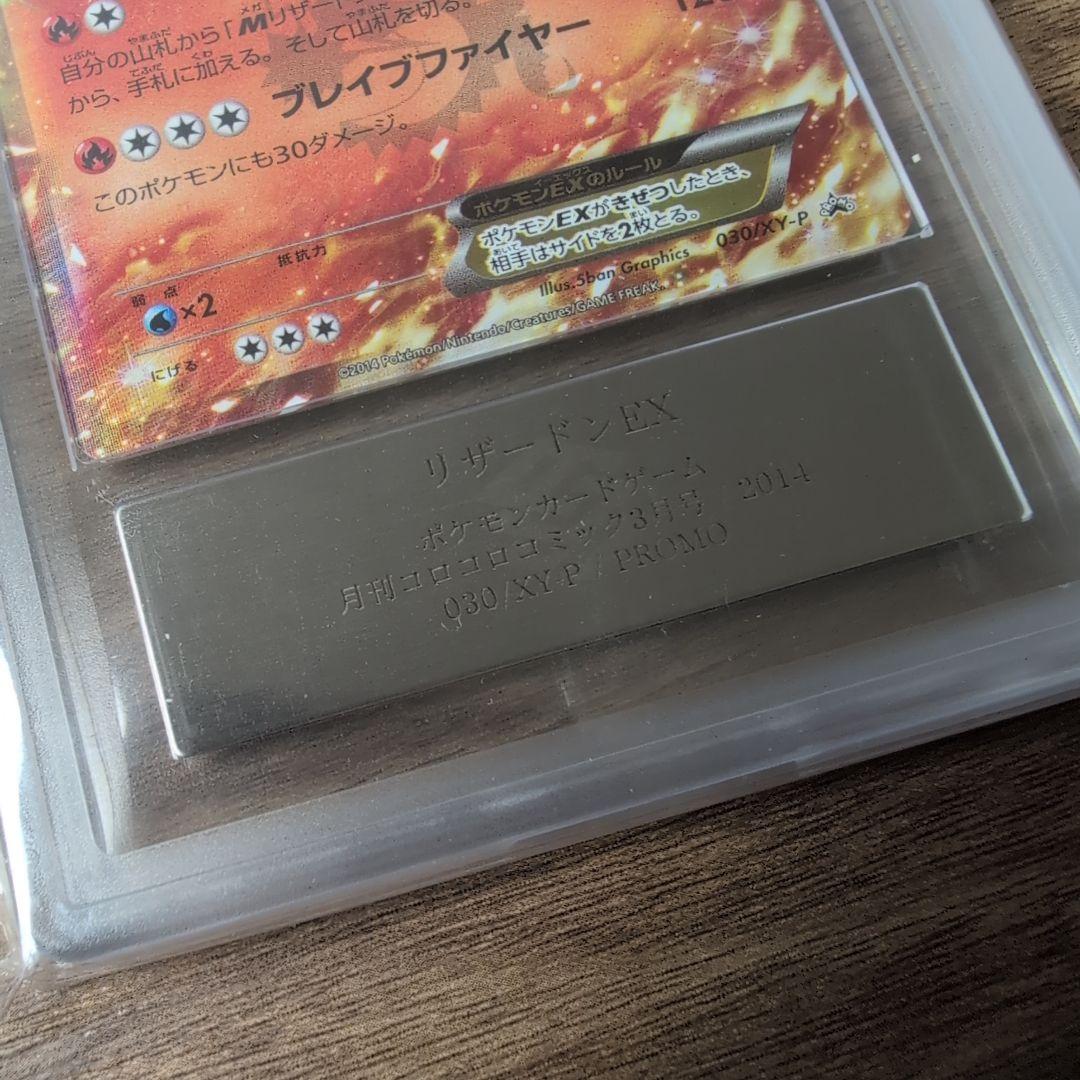 自分の山札から「Mリザード
から、手札に加える。そして山札を切る。
ブレイブファイヤー
このポケモンにも30ダメージ。
ポケモンEXのルール
ポケモンEXがきぜつしたとき、
相手はサイドを2枚とる。
抵抗力
弱点
×2
にげる
Illus.5ban Graphics
030/XY-P
©2014 Pokémon/Nintendo/Creatures/GAME FREAK.
リザードンEX
ポケモンカードゲーム
月刊コロコロコミック3月号 2014
030/XY-P / PROMO